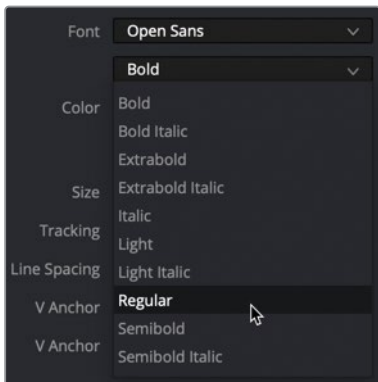 Font Open Sans
Bold
Color Bold
Bold Italic
Extrabold
Size Extrabold Italic
Italic
Tracking
Light
Line Spacing Light Italic
V Anchor Regular
Semibold
V Anchor
Semibold Italic